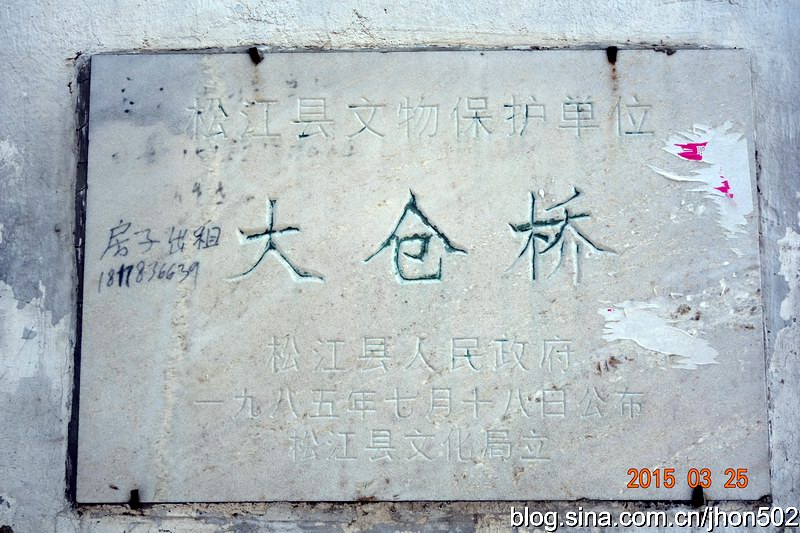 松江县文物保护单位
大仓桥
房子出租
松江县人民政府
一九八五年七月十八日公布
松江县文化局立
2015 03 25
blog.sina.com.cn/jhon502